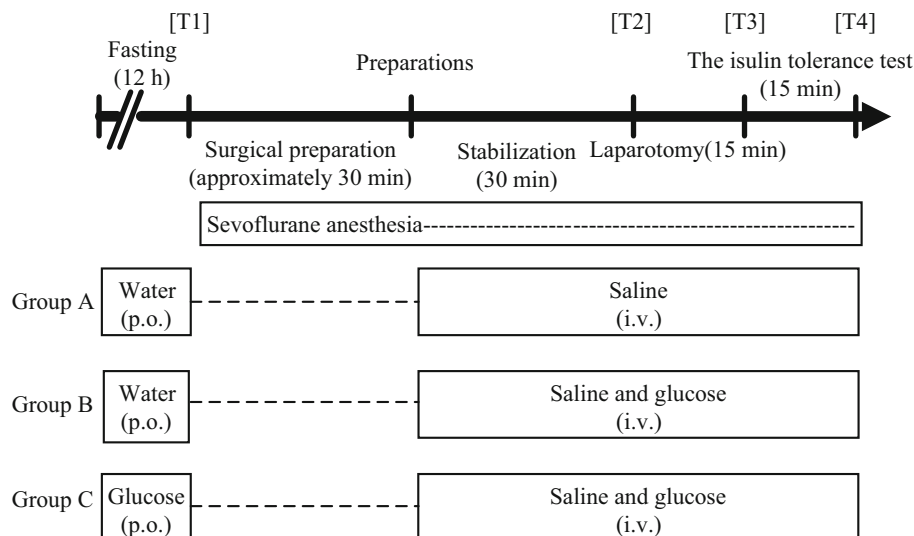 [T1] [T2] [T3] [T4]
Fasting
(12 h)
Preparations
The isulin tolerance test
(15 min)
Surgical preparation
(approximately 30 min)
Stabilization
(30 min)
Laparotomy(15 min)
Sevoflurane anesthesia
Group A
Water
(p.o.)
Saline
(i.v.)
Group B
Water
(p.o.)
Saline and glucose
(i.v.)
Group C
Glucose
(p.o.)
Saline and glucose
(i.v.)